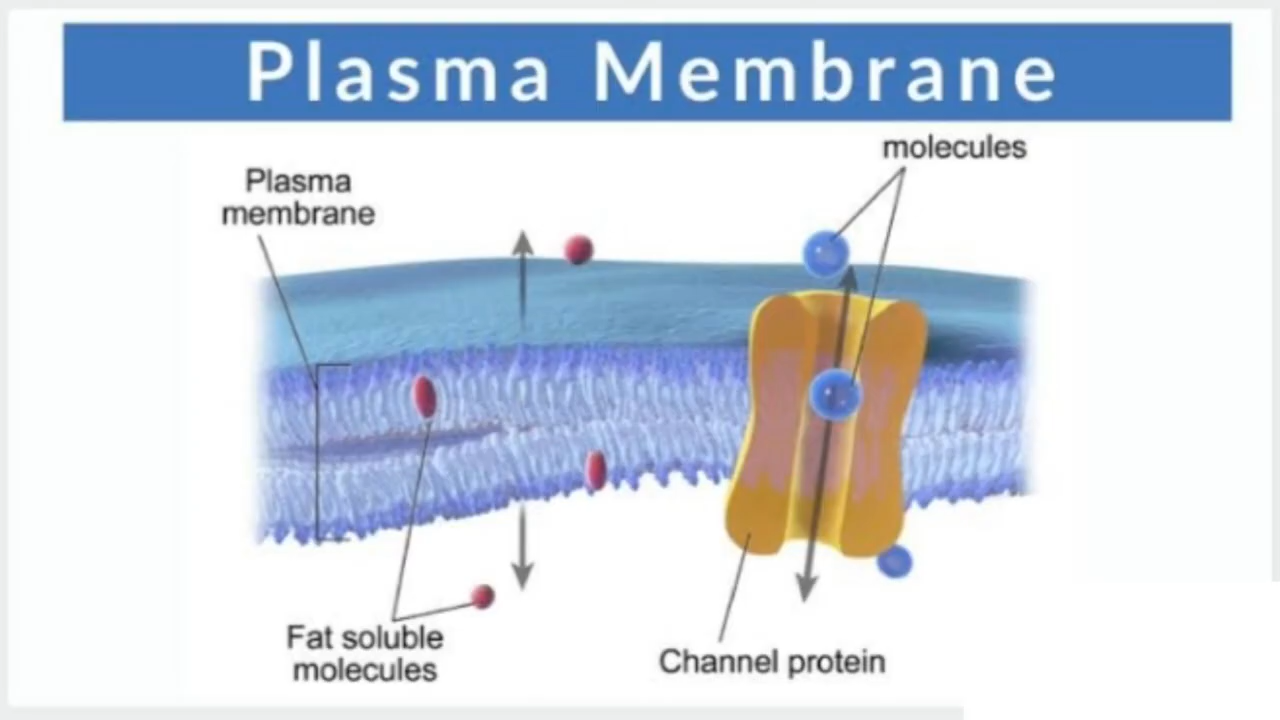 Plasma Membrane
molecules
Plasma
membrane
Fat soluble
molecules
Channel protein